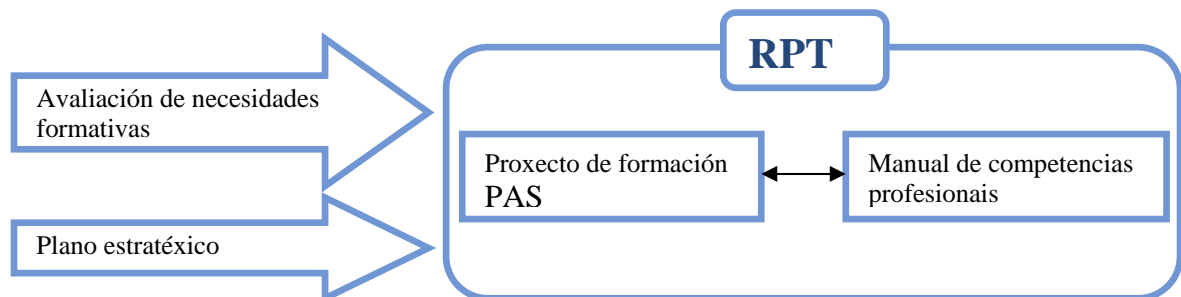 RPT
Avaliación de necesidades
formativas
Proxecto de formación
PAS
Manual de competencias
profesionais
Plano estratéxico